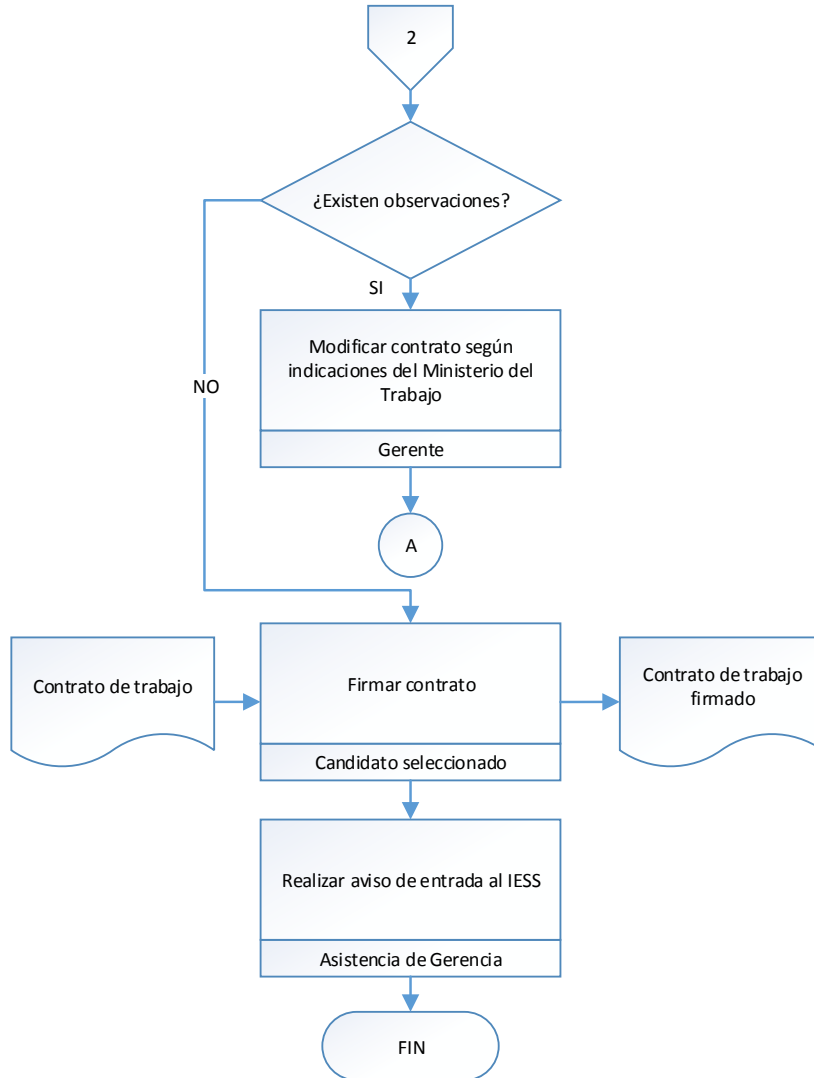 2
¿Existen observaciones?
SI
Modificar contrato según
indicaciones del Ministerio del
Trabajo
NO
Gerente
A
Contrato de trabajo
Firmar contrato
Contrato de trabajo
firmado
Candidato seleccionado
Realizar aviso de entrada al IESS
Asistencia de Gerencia
FIN